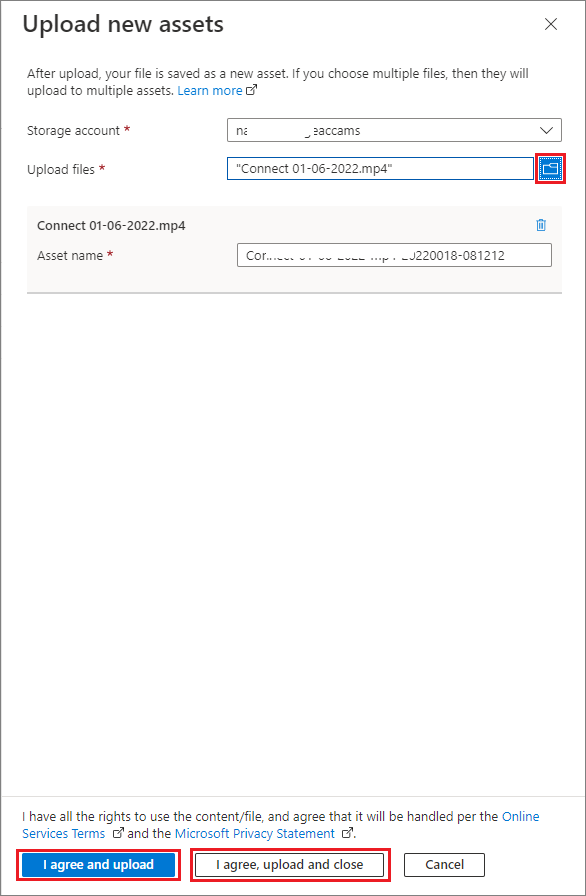 Upload new assets
After upload, your file is saved as a new asset. If you choose multiple files, then they will
upload to multiple assets. Learn more
Storage account *
na eaccams
Upload files *
"Connect 01-06-2022.mp4"
Connect 01-06-2022.mp4
Asset name *
20220018-081212
I have all the rights to use the content/file, and agree that it will be handled per the Online
Services Terms and the Microsoft Privacy Statement .
I agree and upload
I agree, upload and close
Cancel